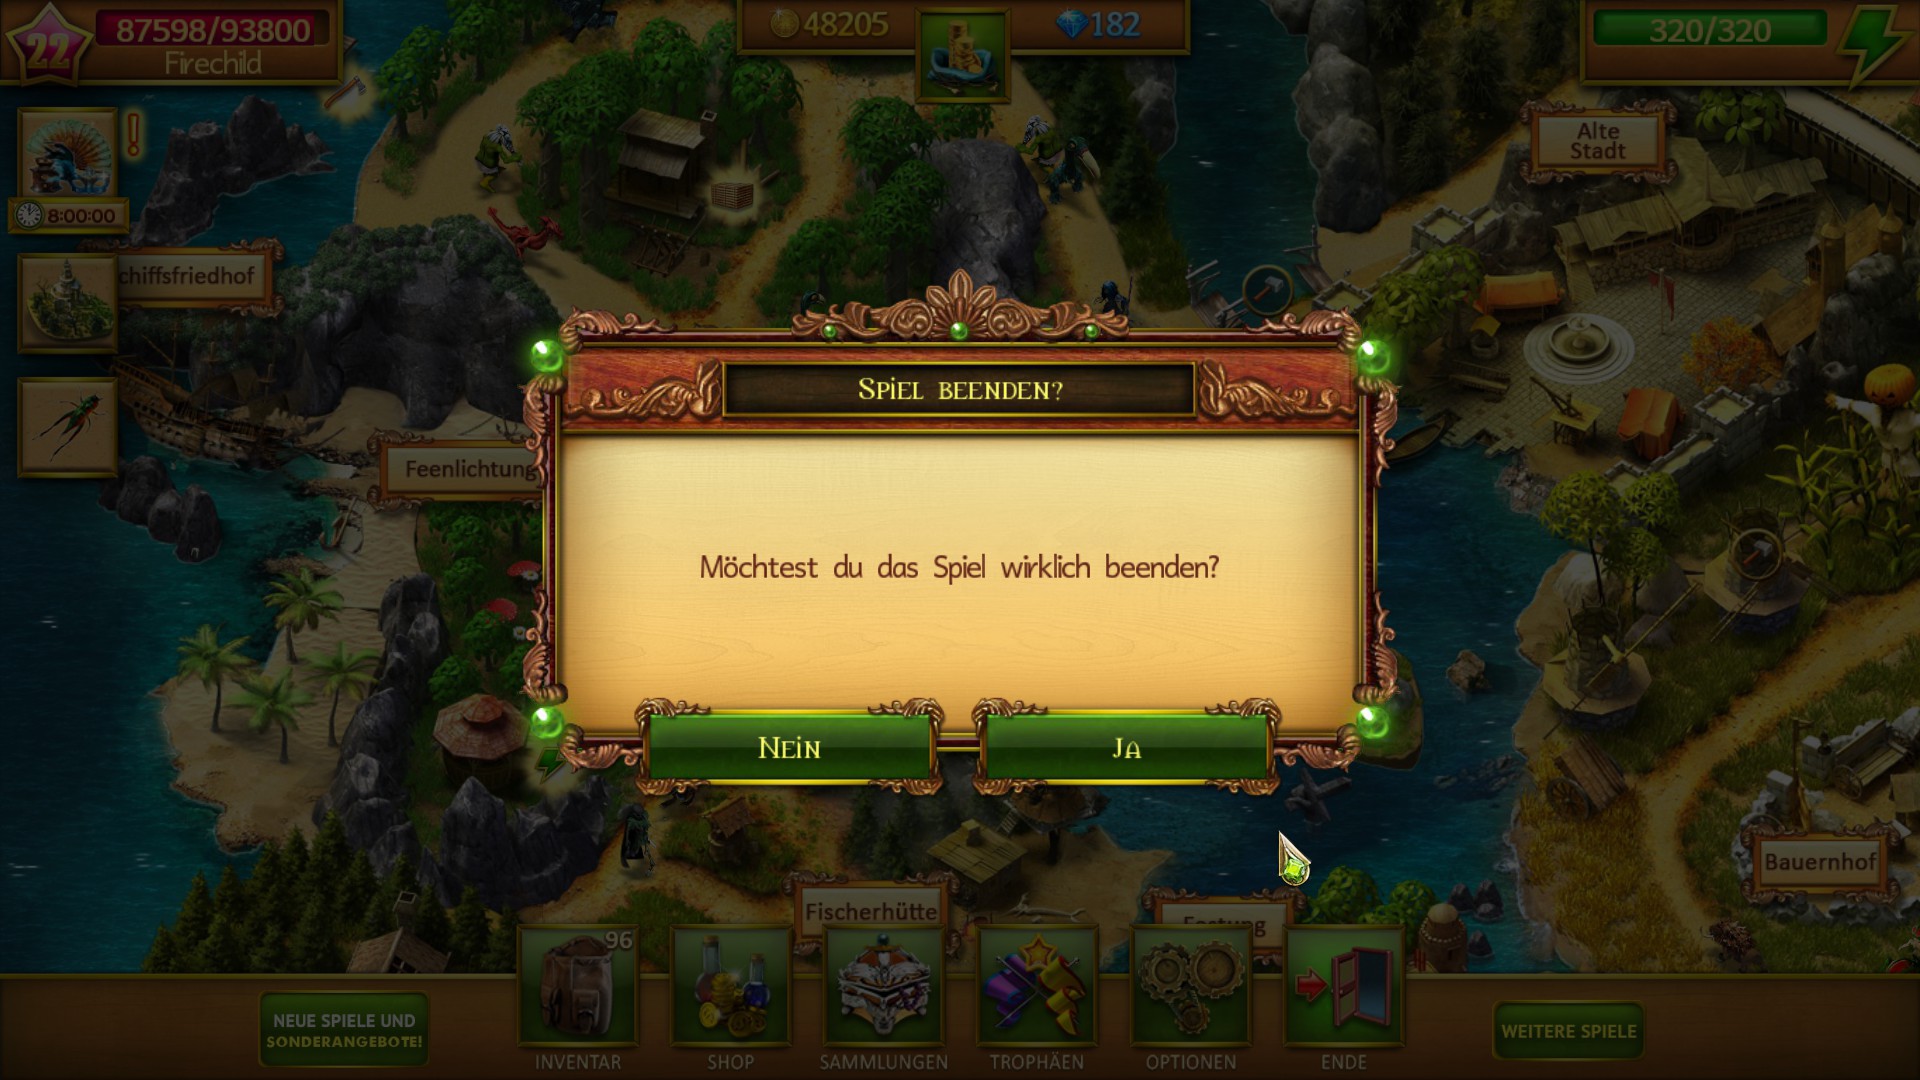 22
87598/93800
Firechild
48205
182
320/320
8:00:00
Alte
Stadt
chiffsfriedhof
Feenlichtung
SPIEL BEENDEN?
Möchtest du das Spiel wirklich beenden?
NEIN
JA
Bauernhof
Fischerhütte
Festung
96
NEUE SPIELE UND
SONDERANGEBOTE!
INVENTAR
SHOP
SAMMLUNGEN
TROPHÄEN
OPTIONEN
ENDE
WEITERE SPIELE